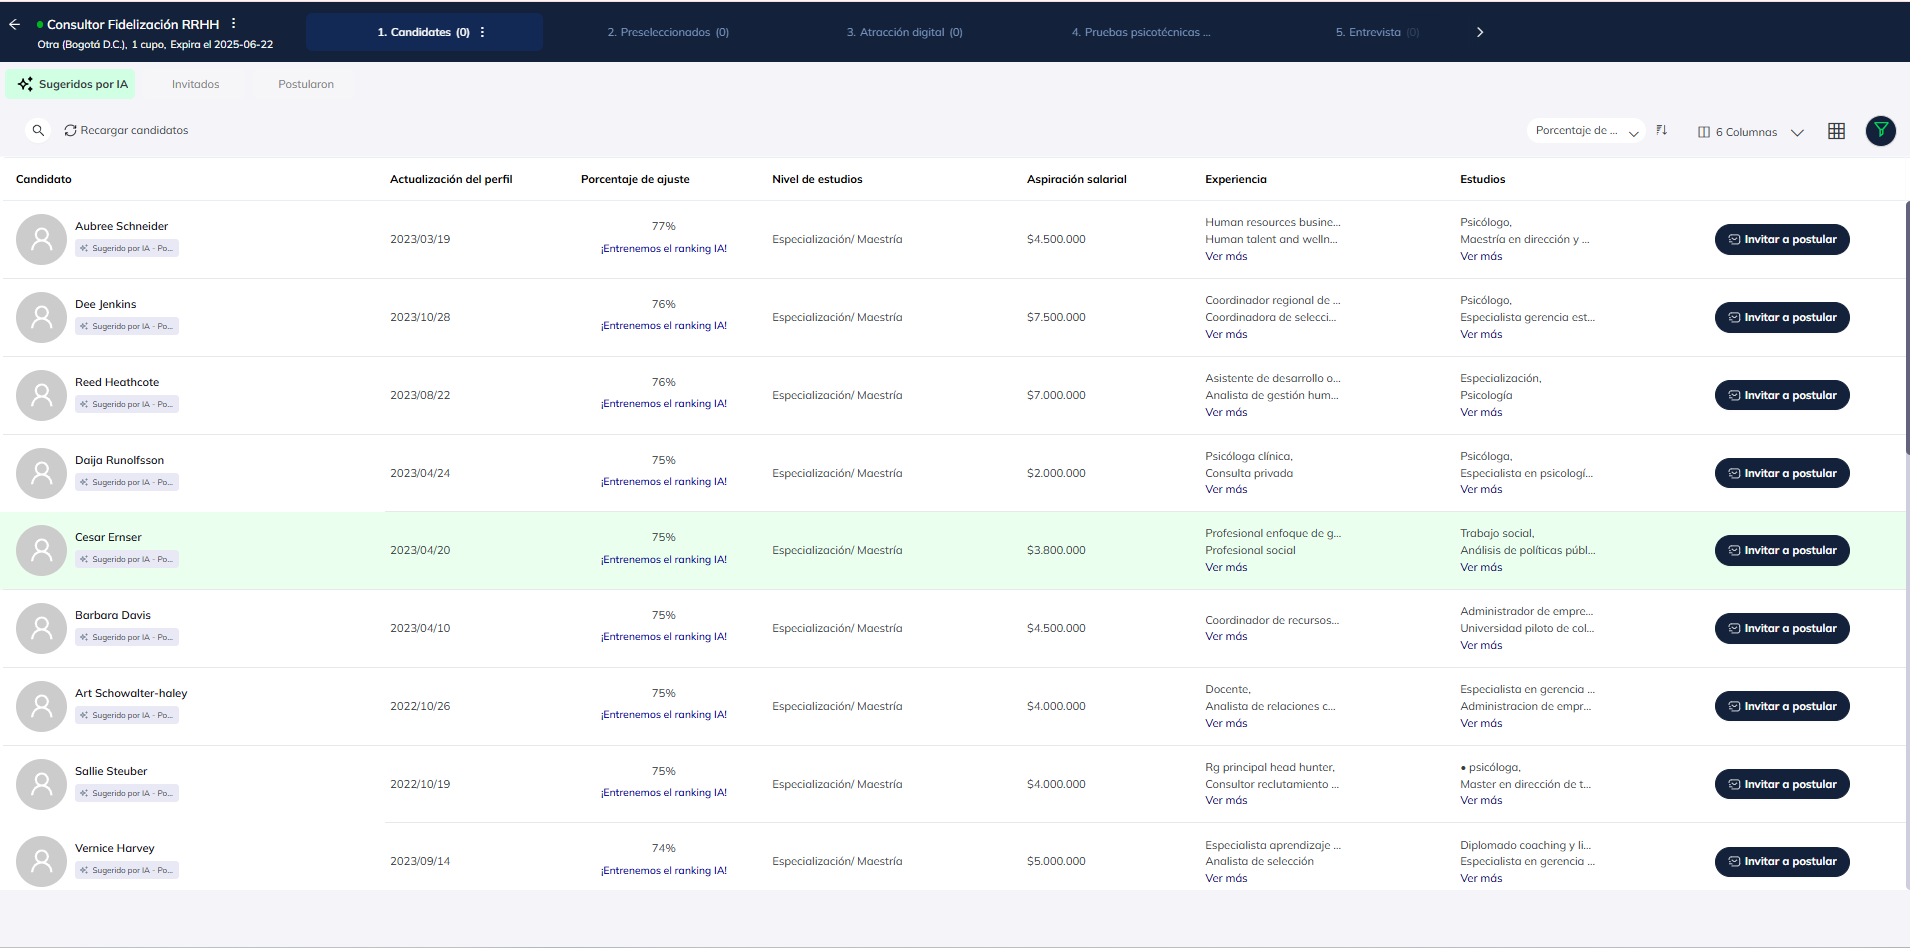 Consultor Fidelización RRHH
Otra (Bogotá D.C.), 1 cupo, Expira el 2025-06-22
1. Candidates (0)
2. Preseleccionados (0)
3. Atracción digital (0)
4. Pruebas psicotécnicas ...
5. Entrevista (0)
Sugeridos por IA
Invitados
Postularon
Recargar candidatos
Porcentaje de ...
6 Columnas
Candidato
Actualización del perfil
Porcentaje de ajuste
Nivel de estudios
Aspiración salarial
Experiencia
Estudios
Aubree Schneider
Sugerido por IA - Po...
2023/03/19
77%
¡Entrenemos el ranking IA!
Especialización/ Maestría
$4.500.000
Human resources busine...
Human talent and welln...
Ver más
Psicólogo,
Maestría en dirección y ...
Ver más
Invitar a postular
Dee Jenkins
Sugerido por IA - Po...
2023/10/28
76%
¡Entrenemos el ranking IA!
Especialización/ Maestría
$7.500.000
Coordinador regional de ...
Coordinadora de selecci...
Ver más
Psicólogo,
Especialista gerencia est...
Ver más
Invitar a postular
Reed Heathcote
Sugerido por IA - Po...
2023/08/22
76%
¡Entrenemos el ranking IA!
Especialización/ Maestría
$7.000.000
Asistente de desarrollo o...
Analista de gestión hum...
Ver más
Especialización,
Psicología
Ver más
Invitar a postular
Daija Runolfsson
Sugerido por IA - Po...
2023/04/24
75%
¡Entrenemos el ranking IA!
Especialización/ Maestría
$2.000.000
Psicóloga clínica,
Consulta privada
Ver más
Psicóloga,
Especialista en psicologí...
Ver más
Invitar a postular
Cesar Ernser
Sugerido por IA - Po...
2023/04/20
75%
¡Entrenemos el ranking IA!
Especialización/ Maestría
$3.800.000
Profesional enfoque de g...
Profesional social
Ver más
Trabajo social,
Análisis de políticas públ...
Ver más
Invitar a postular
Barbara Davis
Sugerido por IA - Po...
2023/04/10
75%
¡Entrenemos el ranking IA!
Especialización/ Maestría
$4.500.000
Coordinador de recursos...
Ver más
Administrador de empre...
Universidad piloto de col...
Ver más
Invitar a postular
Art Schowalter-haley
Sugerido por IA - Po...
2022/10/26
75%
¡Entrenemos el ranking IA!
Especialización/ Maestría
$4.000.000
Docente,
Analista de relaciones c...
Ver más
Especialista en gerencia ...
Administracion de empr...
Ver más
Invitar a postular
Sallie Steuber
Sugerido por IA - Po...
2022/10/19
75%
¡Entrenemos el ranking IA!
Especialización/ Maestría
$4.000.000
Rg principal head hunter,
Consultor reclutamiento ...
Ver más
• psicóloga,
Master en dirección de t...
Ver más
Invitar a postular
Vernice Harvey
Sugerido por IA - Po...
2023/09/14
74%
¡Entrenemos el ranking IA!
Especialización/ Maestría
$5.000.000
Especialista aprendizaje ...
Analista de selección
Ver más
Diplomado coaching y li...
Especialista en gerencia ...
Ver más
Invitar a postular